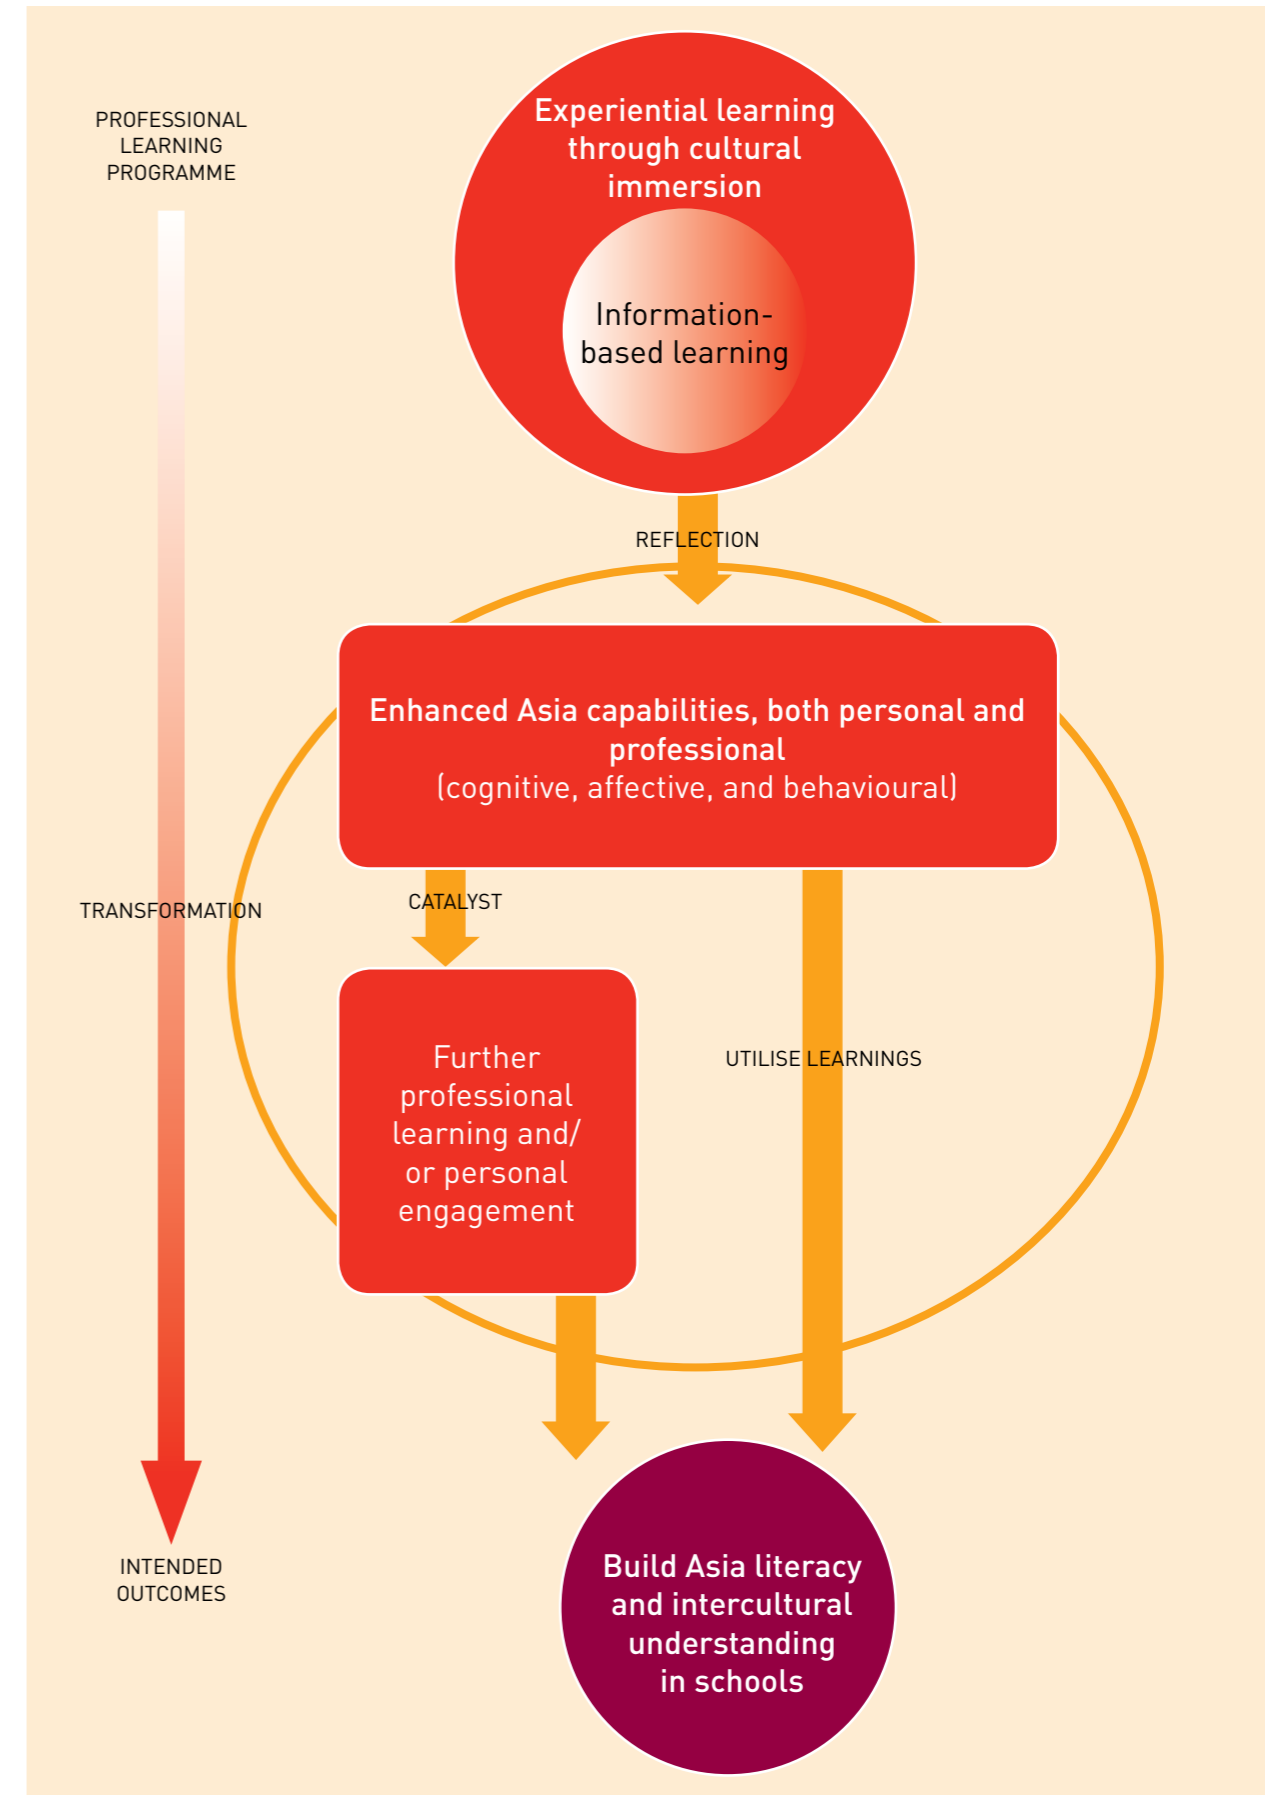 PROFESSIONAL
LEARNING
PROGRAMME
Experiential learning
through cultural
immersion
Information-
based learning
REFLECTION
Enhanced Asia capabilities, both personal and
professional
(cognitive, affective, and behavioural)
TRANSFORMATION
CATALYST
Further
professional
learning and/
or personal
engagement
UTILISE LEARNINGS
INTENDED
OUTCOMES
Build Asia literacy
and intercultural
understanding
in schools